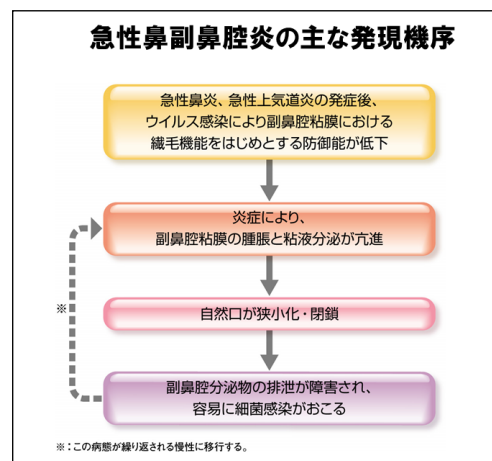 急性鼻副鼻腔炎の主な発現機序
急性鼻炎、急性上気道炎の発症後、
ウイルス感染により副鼻腔粘膜における
繊毛機能をはじめとする防御能が低下
炎症により、
副鼻腔粘膜の腫脹と粘液分泌が亢進
※
自然口が狭小化・閉鎖
副鼻腔分泌物の排泄が障害され、
容易に細菌感染がおこる
※：この病態が繰り返される慢性に移行する。